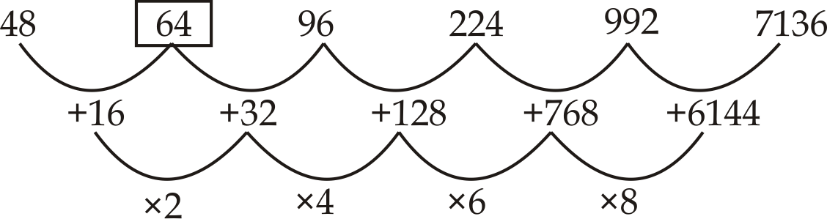 48 64 96 224 992 7136
+16 +32 +128 +768 +6144
×2 ×4 ×6 ×8